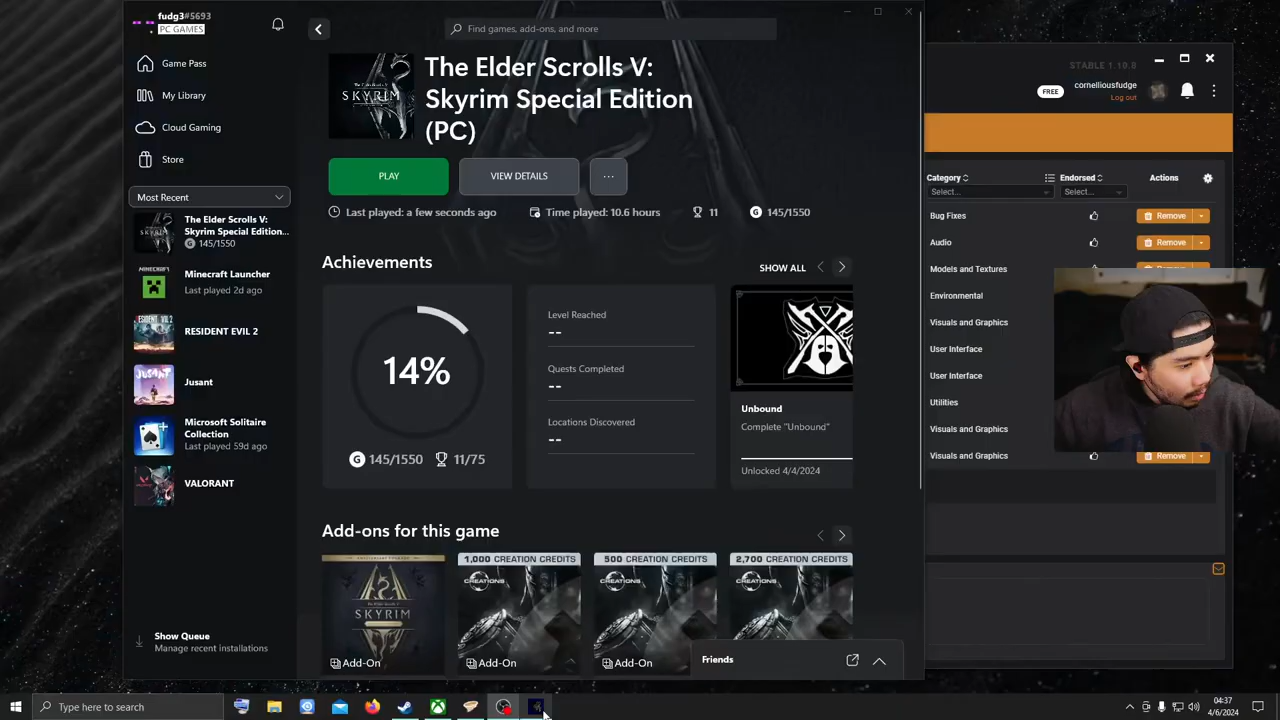 fudg3#5693
PC GAMES
Find games, add-ons, and more
Game Pass
My Library
Cloud Gaming
Store
Most Recent
The Elder Scrolls V:
Skyrim Special Edition...
145/1550
Minecraft Launcher
Last played 2d ago
RESIDENT EVIL 2
Jusant
Microsoft Solitaire
Collection
Last played 59d ago
VALORANT
Show Queue
Manage recent installations
SKYRIM
The Elder Scrolls V:
Skyrim Special Edition
(PC)
PLAY
VIEW DETAILS
...
Last played: a few seconds ago
Time played: 10.6 hours
11
145/1550
Achievements
SHOW ALL
14%
145/1550
11/75
Level Reached
--
Quests Completed
--
Locations Discovered
--
Unbound
Complete "Unbound"
Unlocked 4/4/2024
Add-ons for this game
SKYRIM
Add-On
1,000 CREATION CREDITS
CREATIONS
Add-On
500 CREATION CREDITS
CREATIONS
Add-On
2,700 CREATION CREDITS
CREATIONS
Friends
STABLE 1.10.8
FREE
cornelliousfudge
Log out
Category
Endorsed
Actions
Select...
Select...
Bug Fixes
Remove
Audio
Remove
Models and Textures
Environmental
Visuals and Graphics
User Interface
User Interface
Utilities
Visuals and Graphics
Visuals and Graphics
Remove
Type here to search
04:37
4/6/2024